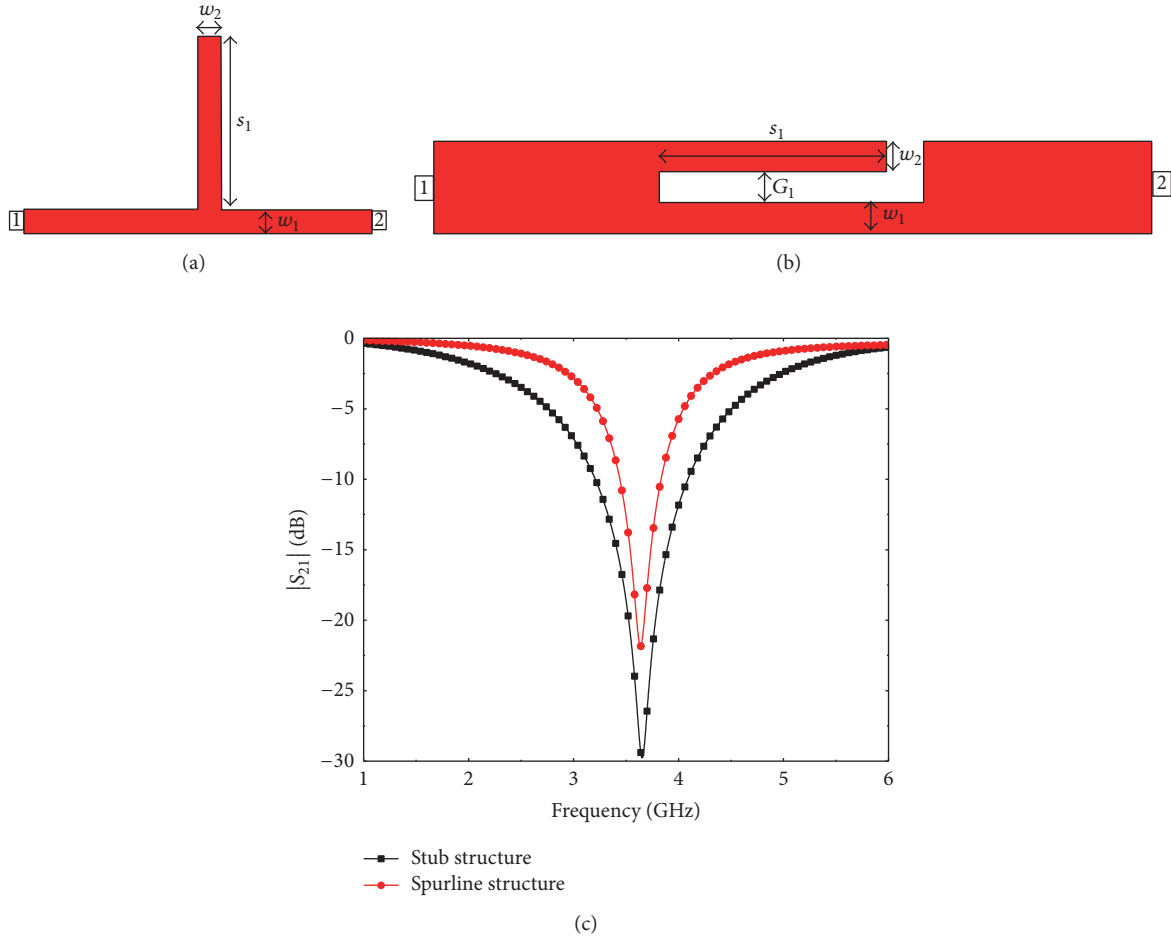 w2
s1
1
w1
2
(a)
s1
w2
1
G1
2
w1
(b)
0
−5
−10
−15
−20
−25
−30
|S21| (dB)
1 2 3 4 5 6
Frequency (GHz)
Stub structure
Spurline structure
(c)